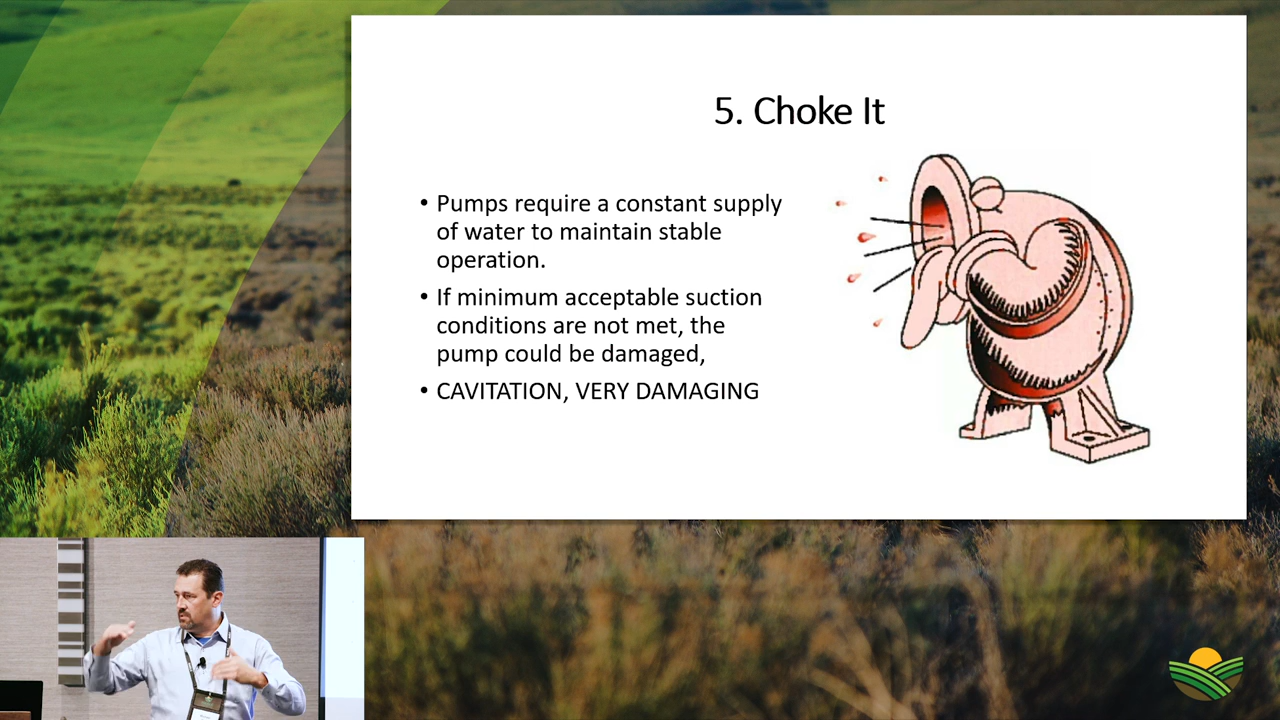 5. Choke It
• Pumps require a constant supply
of water to maintain stable
operation.
• If minimum acceptable suction
conditions are not met, the
pump could be damaged,
• CAVITATION, VERY DAMAGING